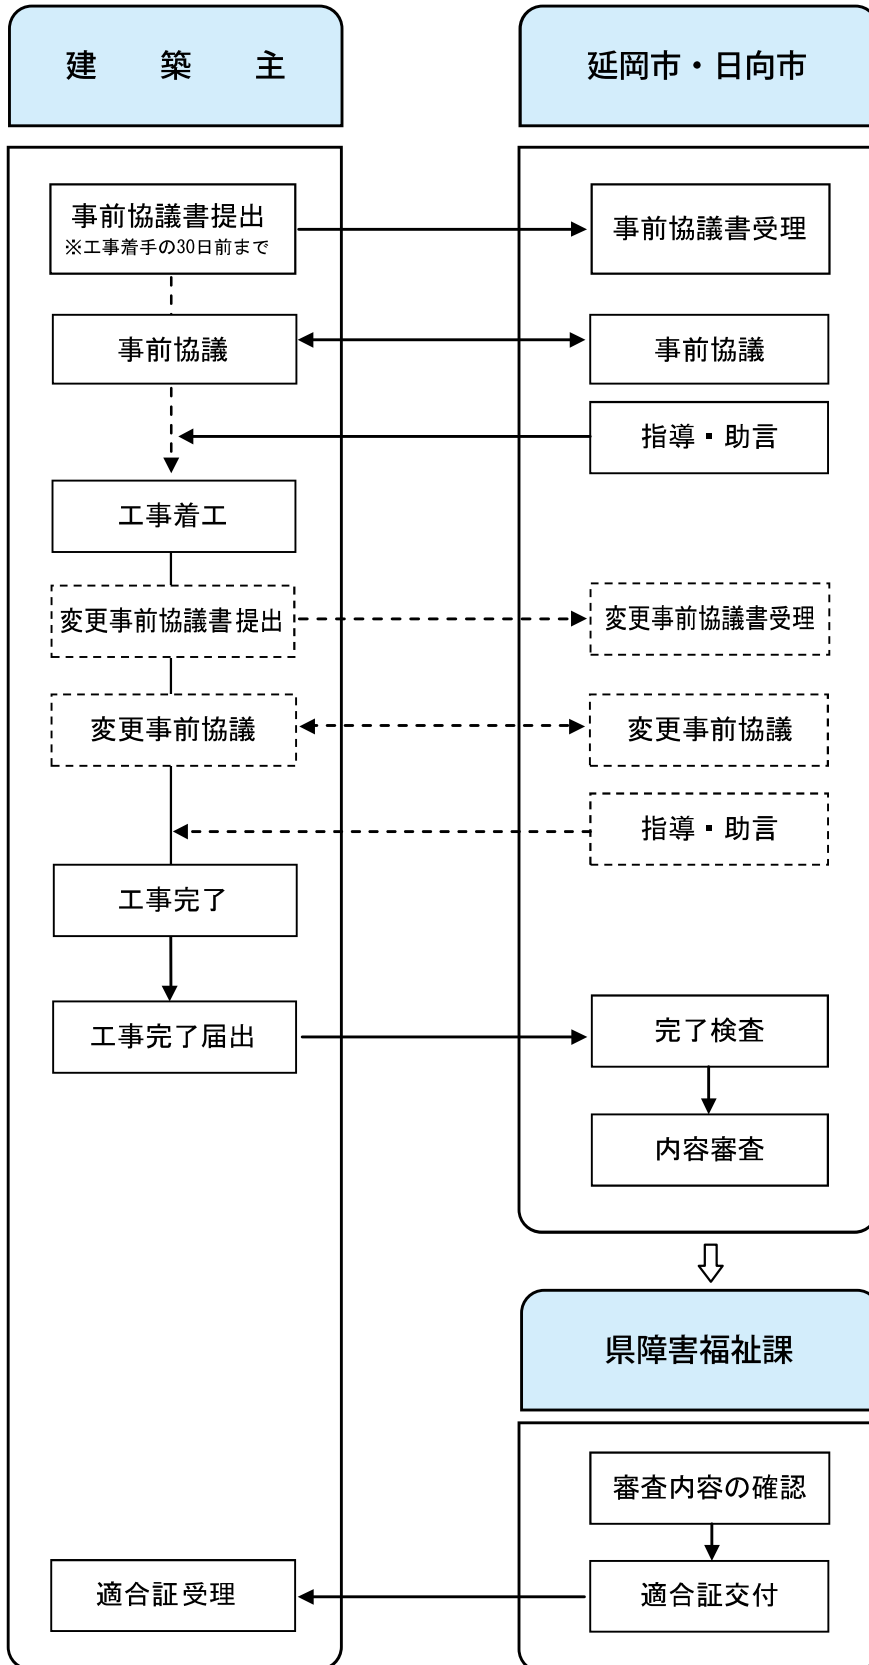 建築主
延岡市・日向市
事前協議書提出
※工事着手の30日前まで
事前協議書受理
事前協議
事前協議
指導・助言
工事着工
変更事前協議書提出
変更事前協議書受理
変更事前協議
変更事前協議
指導・助言
工事完了
工事完了届出
完了検査
内容審査
県障害福祉課
審査内容の確認
適合証受理
適合証交付